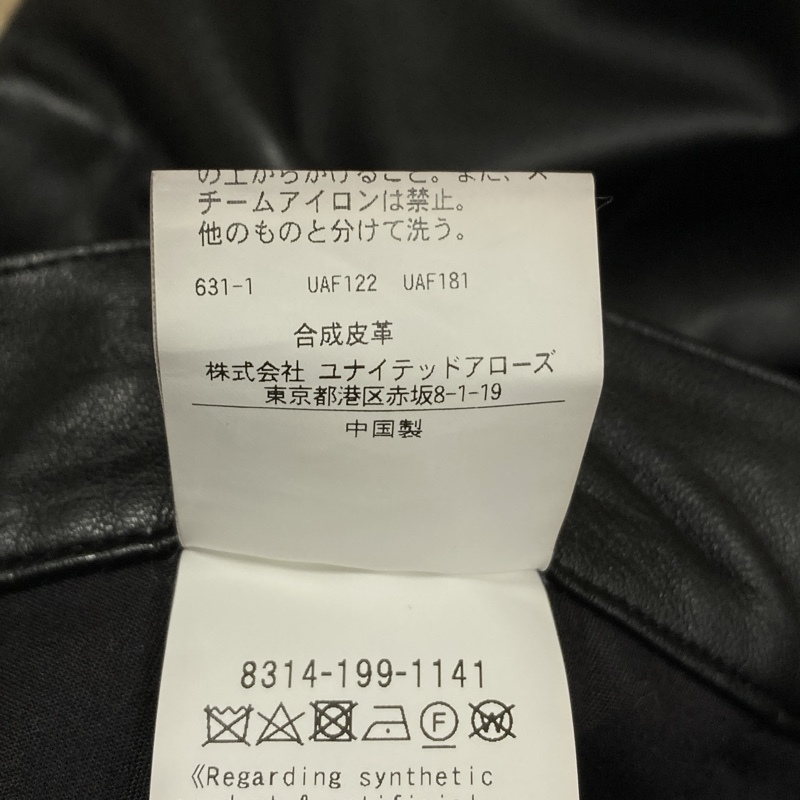 の上からかけること。また、ス
チームアイロンは禁止。
他のものと分けて洗う。
631-1 UAF122 UAF181
合成皮革
株式会社 ユナイテッドアローズ
東京都港区赤坂8-1-19
中国製
8314-199-1141
F W
《Regarding synthetic